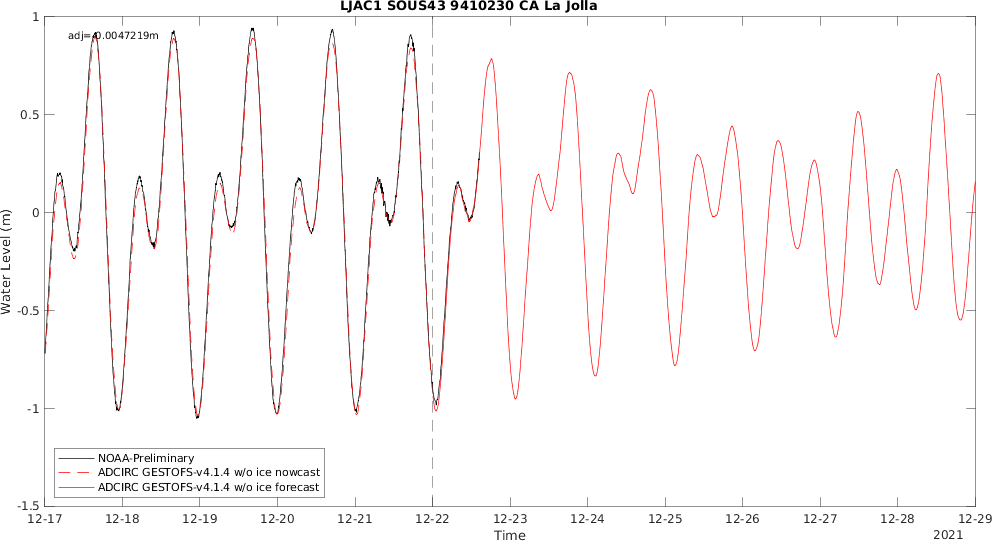 LJAC1 SOUS43 9410230 CA La Jolla
adj=-0.0047219m
1
0.5
0
-0.5
-1
-1.5
Water Level (m)
NOAA-Preliminary
ADCIRC GESTOFS-v4.1.4 w/o ice nowcast
ADCIRC GESTOFS-v4.1.4 w/o ice forecast
12-17 12-18 12-19 12-20 12-21 12-22 12-23 12-24 12-25 12-26 12-27 12-28 12-29
Time
2021